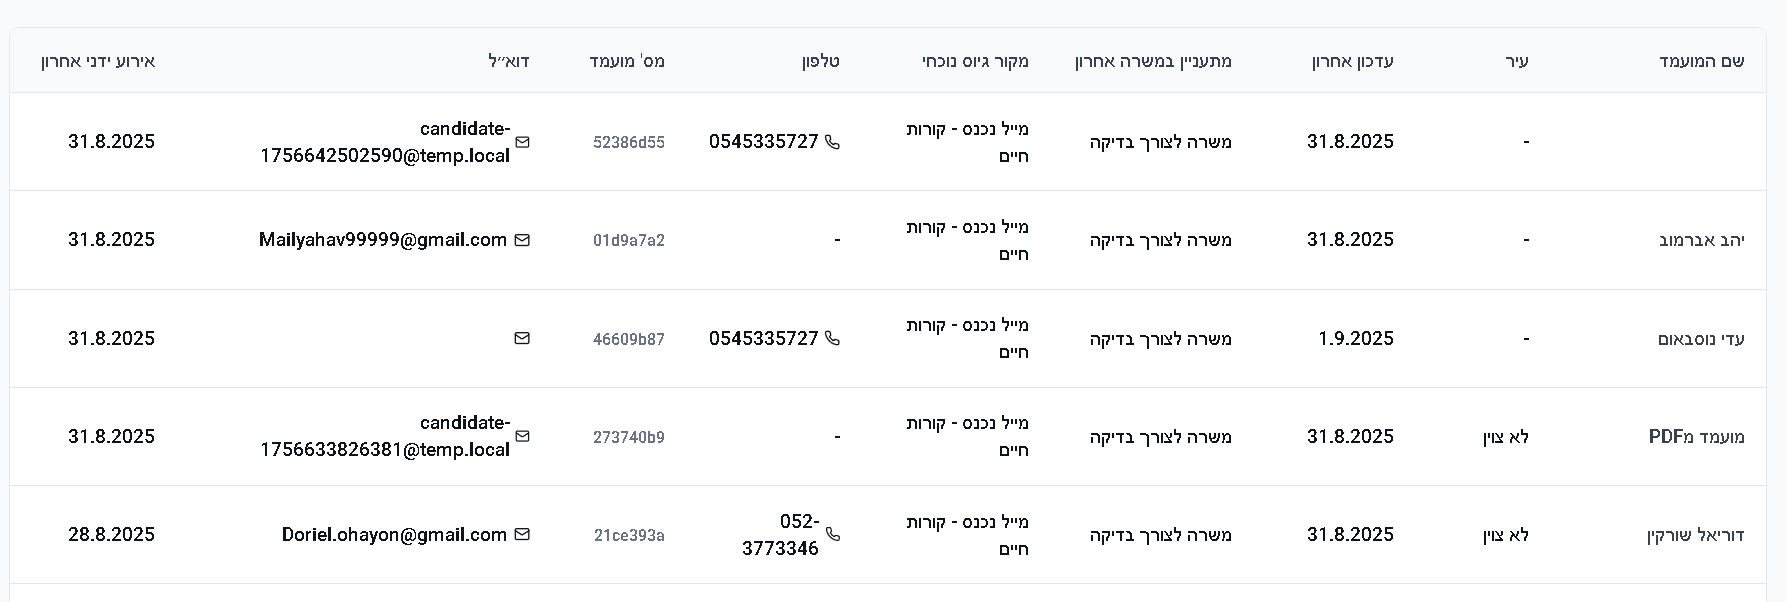 שם המועמד עיר עדכון אחרון מתעניין במשרה אחרון מקור גיוס נוכחי טלפון מס' מועמד דוא״ל אירוע ידני אחרון
- 31.8.2025 משרה לצורך בדיקה מייל נכנס - קורות
חיים
0545335727 52386d55 candidate-
1756642502590@temp.local
31.8.2025
יהב אברמוב - 31.8.2025 משרה לצורך בדיקה מייל נכנס - קורות
חיים
- 01d9a7a2 Mailyahav99999@gmail.com 31.8.2025
עדי נוסבאום - 1.9.2025 משרה לצורך בדיקה מייל נכנס - קורות
חיים
0545335727 46609b87 31.8.2025
מועמד מPDF לא צוין 31.8.2025 משרה לצורך בדיקה מייל נכנס - קורות
חיים
- 273740b9 candidate-
1756633826381@temp.local
31.8.2025
דוריאל שורקין לא צוין 31.8.2025 משרה לצורך בדיקה מייל נכנס - קורות
חיים
052-
3773346
21ce393a Doriel.ohayon@gmail.com 28.8.2025